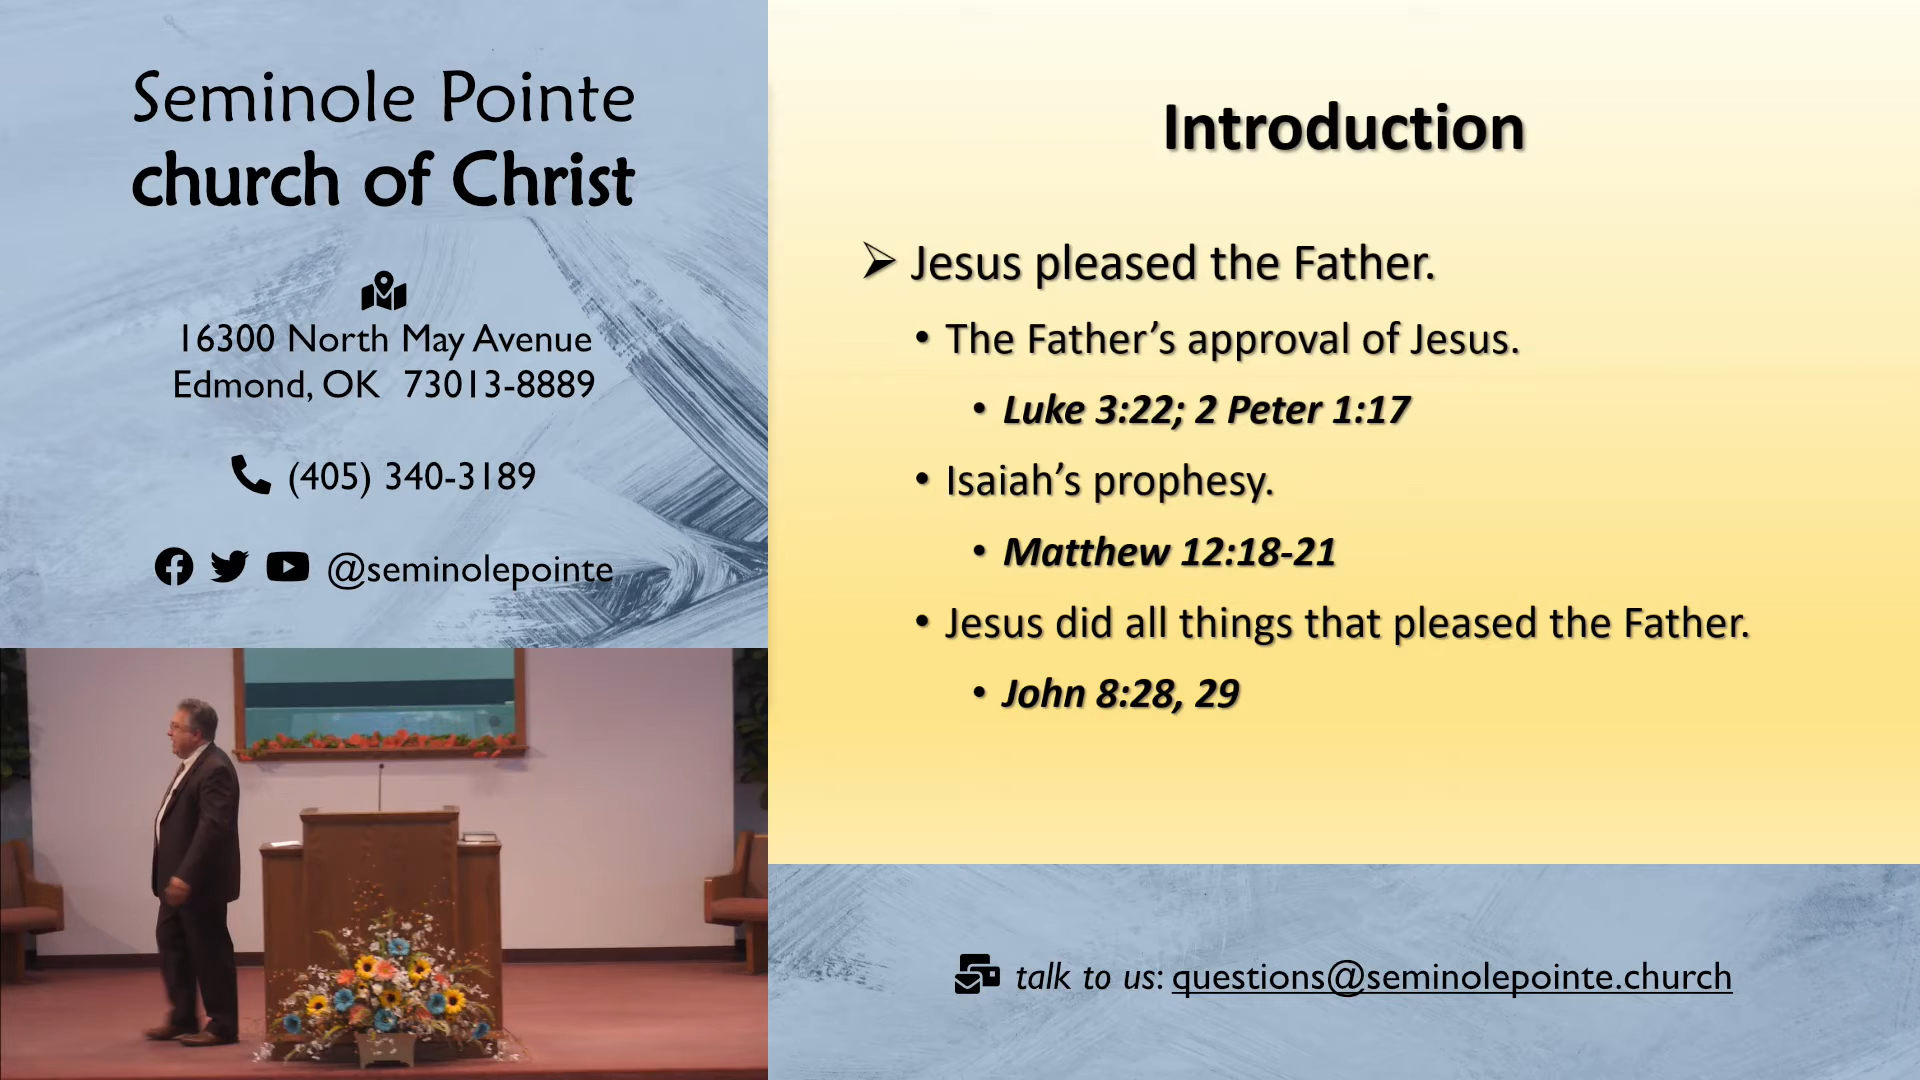 Seminole Pointe
church of Christ
16300 North May Avenue
Edmond, OK 73013-8889
(405) 340-3189
@seminolepointe
Introduction
Jesus pleased the Father.
• The Father’s approval of Jesus.
• Luke 3:22; 2 Peter 1:17
• Isaiah’s prophesy.
• Matthew 12:18-21
• Jesus did all things that pleased the Father.
• John 8:28, 29
talk to us: questions@seminolepointe.church